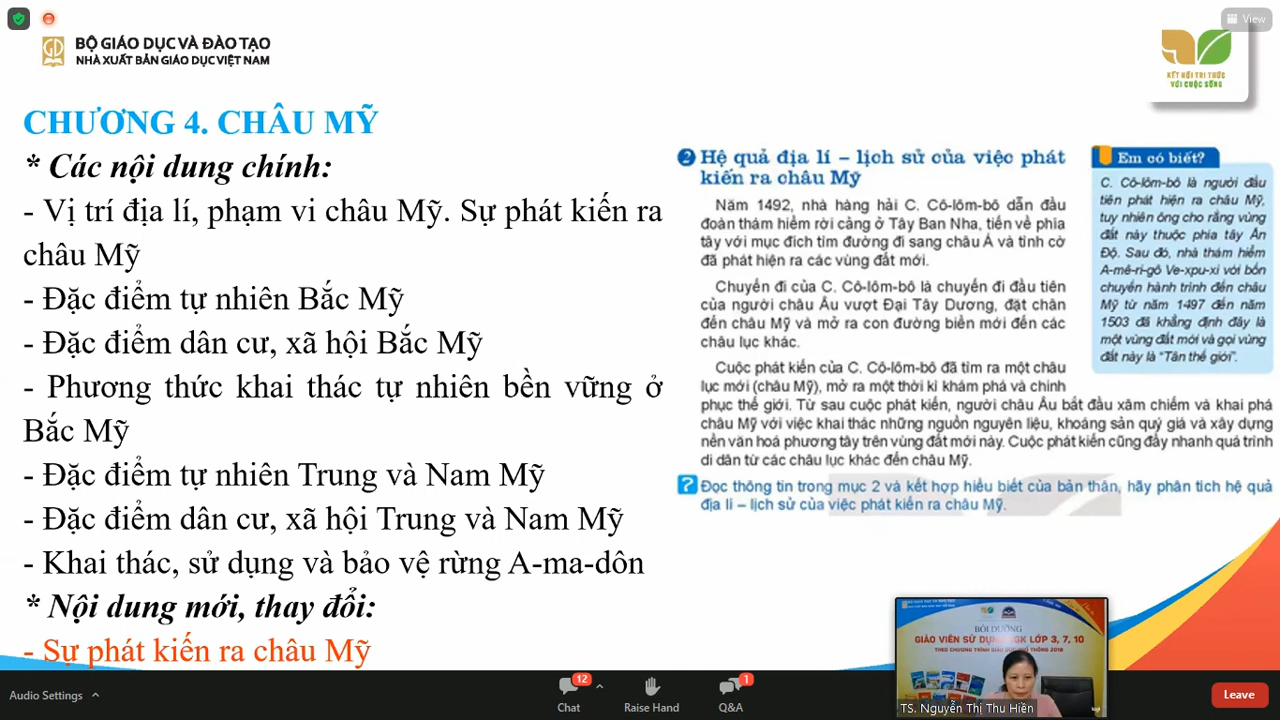 View
BỘ GIÁO DỤC VÀ ĐÀO TẠO
NHÀ XUẤT BẢN GIÁO DỤC VIỆT NAM
KẾT NỐI TRI THỨC
VỚI CUỘC SỐNG
CHƯƠNG 4. CHÂU MỸ
* Các nội dung chính:
- Vị trí địa lí, phạm vi châu Mỹ. Sự phát kiến ra
châu Mỹ
- Đặc điểm tự nhiên Bắc Mỹ
- Đặc điểm dân cư, xã hội Bắc Mỹ
- Phương thức khai thác tự nhiên bền vững ở
Bắc Mỹ
- Đặc điểm tự nhiên Trung và Nam Mỹ
- Đặc điểm dân cư, xã hội Trung và Nam Mỹ
- Khai thác, sử dụng và bảo vệ rừng A-ma-dôn
* Nội dung mới, thay đổi:
- Sự phát kiến ra châu Mỹ
2 Hệ quả địa lí – lịch sử của việc phát
kiến ra châu Mỹ
Năm 1492, nhà hàng hải C. Cô-lôm-bô dẫn đầu
đoàn thám hiểm rời cảng ở Tây Ban Nha, tiến về phía
tây với mục đích tìm đường đi sang châu Á và tình cờ
đã phát hiện ra các vùng đất mới.
Chuyến đi của C. Cô-lôm-bô là chuyến đi đầu tiên
của người châu Âu vượt Đại Tây Dương, đặt chân
đến châu Mỹ và mở ra con đường biển mới đến các
châu lục khác.
Cuộc phát kiến của C. Cô-lôm-bô đã tìm ra một châu
lục mới (châu Mỹ), mở ra một thời kì khám phá và chinh
phục thế giới. Từ sau cuộc phát kiến, người châu Âu bắt đầu xâm chiếm và khai phá
châu Mỹ với việc khai thác những nguồn nguyên liệu, khoáng sản quý giá và xây dựng
nền văn hoá phương tây trên vùng đất mới này. Cuộc phát kiến cũng đẩy nhanh quá trình
di dân từ các châu lục khác đến châu Mỹ.
? Đọc thông tin trong mục 2 và kết hợp hiểu biết của bản thân, hãy phân tích hệ quả
địa lí – lịch sử của việc phát kiến ra châu Mỹ.
Em có biết?
C. Cô-lôm-bô là người đầu
tiên phát hiện ra châu Mỹ,
tuy nhiên ông cho rằng vùng
đất này thuộc phía tây Ấn
Độ. Sau đó, nhà thám hiểm
A-mê-ri-gô Ve-xpu-xi với bốn
chuyến hành trình đến châu
Mỹ từ năm 1497 đến năm
1503 đã khẳng định đây là
một vùng đất mới và gọi vùng
đất này là “Tân thế giới”.
BỒI DƯỠNG
GIÁO VIÊN SỬ DỤNG SGK LỚP 3, 7, 10
THEO CHƯƠNG TRÌNH GIÁO DỤC PHỔ THÔNG 2018
TS. Nguyễn Thị Thu Hiền
Audio Settings
12
Chat
Raise Hand
1
Q&A
Leave